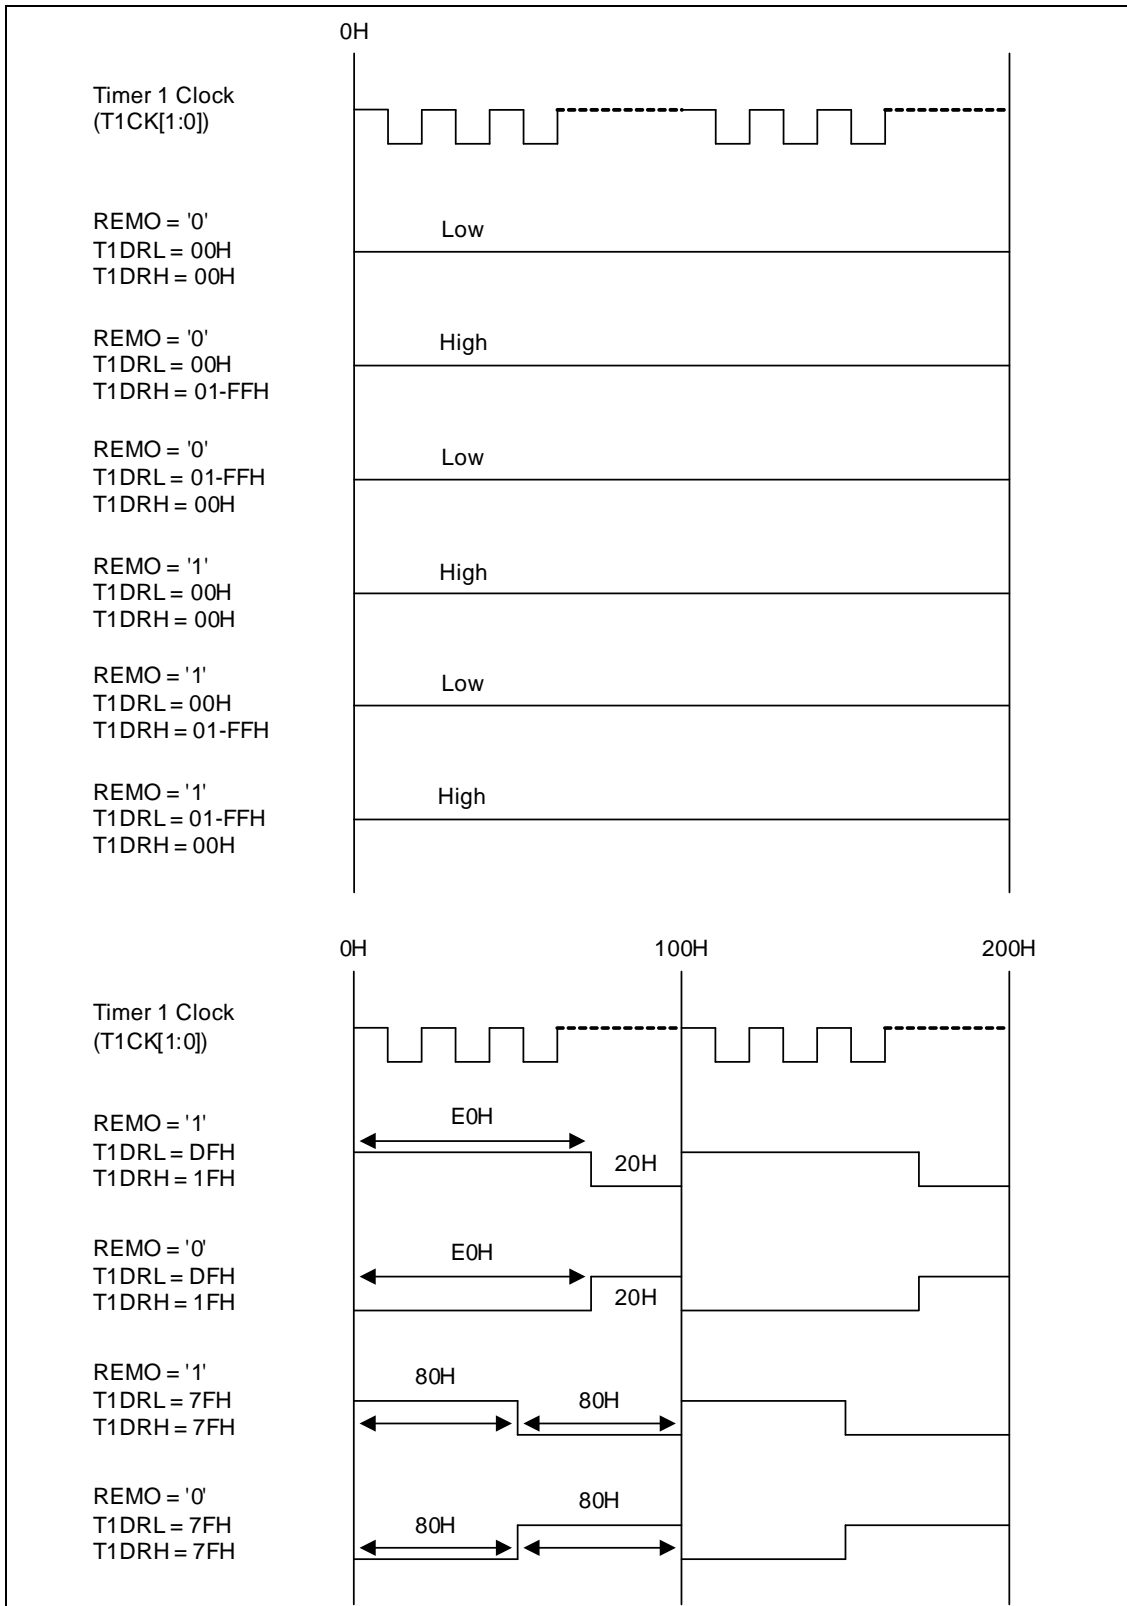 0H
Timer 1 Clock
(T1CK[1:0])
REMO = '0'
T1DRL = 00H
T1DRH = 00H
Low
REMO = '0'
T1DRL = 00H
T1DRH = 01-FFH
High
REMO = '0'
T1DRL = 01-FFH
T1DRH = 00H
Low
REMO = '1'
T1DRL = 00H
T1DRH = 00H
High
REMO = '1'
T1DRL = 00H
T1DRH = 01-FFH
Low
REMO = '1'
T1DRL = 01-FFH
T1DRH = 00H
High
0H 100H 200H
Timer 1 Clock
(T1CK[1:0])
REMO = '1'
T1DRL = DFH
T1DRH = 1FH
E0H
20H
REMO = '0'
T1DRL = DFH
T1DRH = 1FH
E0H
20H
REMO = '1'
T1DRL = 7FH
T1DRH = 7FH
80H
80H
REMO = '0'
T1DRL = 7FH
T1DRH = 7FH
80H
80H